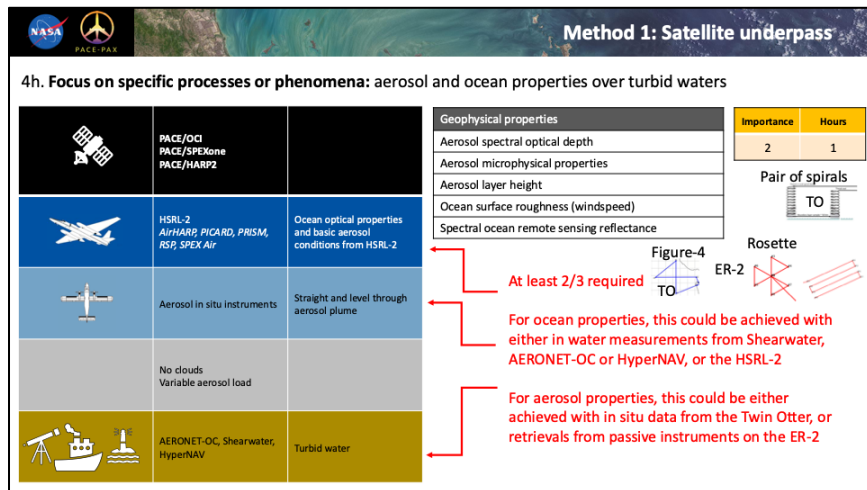 NASA
PACE-PAX
Method 1: Satellite underpass
4h. Focus on specific processes or phenomena: aerosol and ocean properties over turbid waters
PACE/OCI
PACE/SPEXone
PACE/HARP2
HSRL-2
AirHARP, PICARD, PRISM,
RSP, SPEX Air
Ocean optical properties
and basic aerosol
conditions from HSRL-2
Aerosol in situ instruments
Straight and level through
aerosol plume
No clouds
Variable aerosol load
AERONET-OC, Shearwater,
HyperNAV
Turbid water
Geophysical properties
Aerosol spectral optical depth
Aerosol microphysical properties
Aerosol layer height
Ocean surface roughness (windspeed)
Spectral ocean remote sensing reflectance
Importance
Hours
2
1
Pair of spirals
TO
Figure-4
TO
ER-2
Rosette
At least 2/3 required
For ocean properties, this could be achieved with
either in water measurements from Shearwater,
AERONET-OC or HyperNAV, or the HSRL-2
For aerosol properties, this could be either
achieved with in situ data from the Twin Otter, or
retrievals from passive instruments on the ER-2